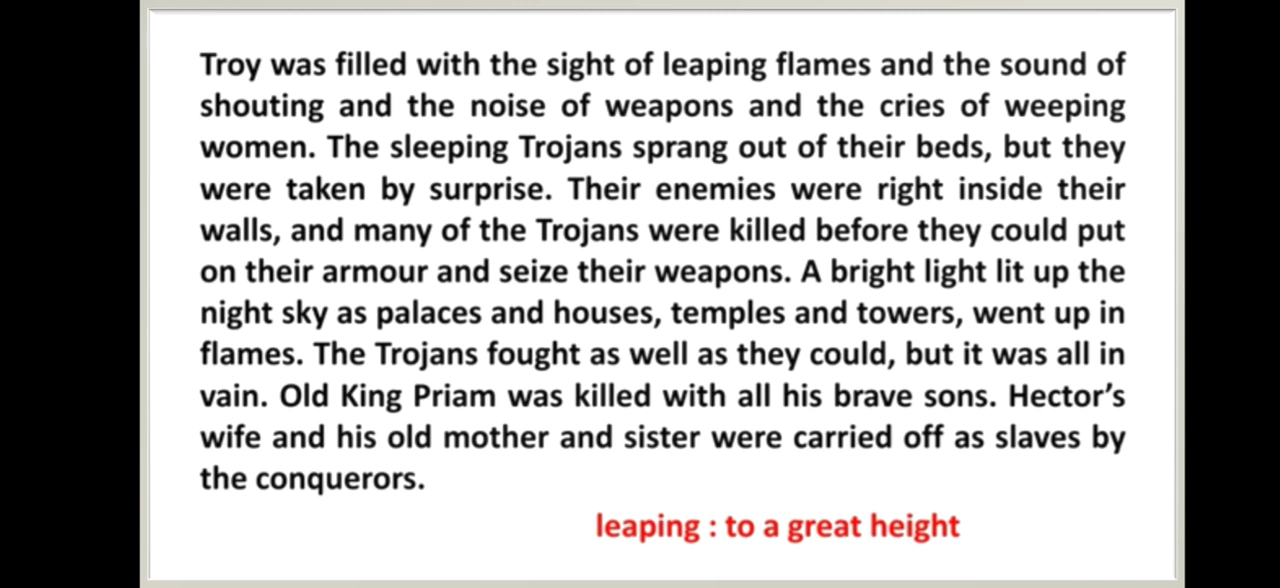 Troy was filled with the sight of leaping flames and the sound of
shouting and the noise of weapons and the cries of weeping
women. The sleeping Trojans sprang out of their beds, but they
were taken by surprise. Their enemies were right inside their
walls, and many of the Trojans were killed before they could put
on their armour and seize their weapons. A bright light lit up the
night sky as palaces and houses, temples and towers, went up in
flames. The Trojans fought as well as they could, but it was all in
vain. Old King Priam was killed with all his brave sons. Hector’s
wife and his old mother and sister were carried off as slaves by
the conquerors.
leaping : to a great height